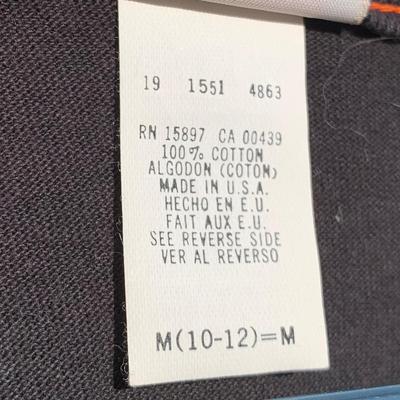 19 1551 4863
RN 15897 CA 00439
100% COTTON
ALGODON (COTON)
MADE IN U.S.A.
HECHO EN E.U.
FAIT AUX E.U.
SEE REVERSE SIDE
VER AL REVERSO
M(10-12)=M